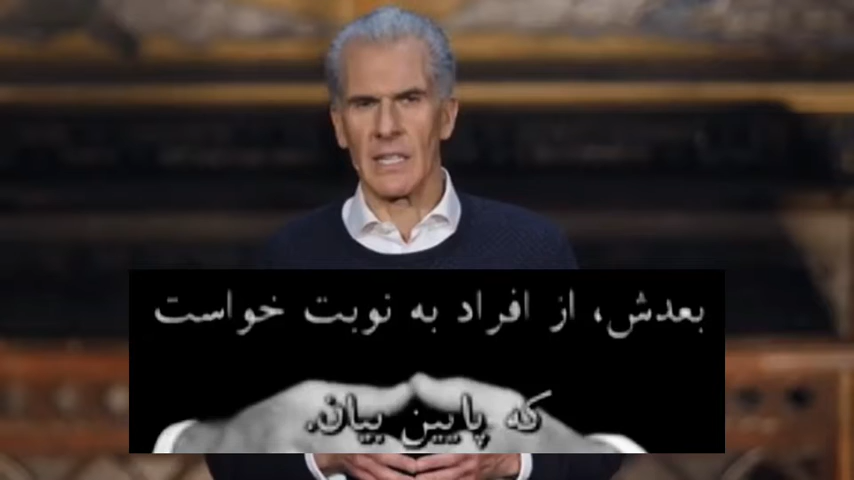 بعدش، از افراد به نوبت خواست
که پایین بیان.